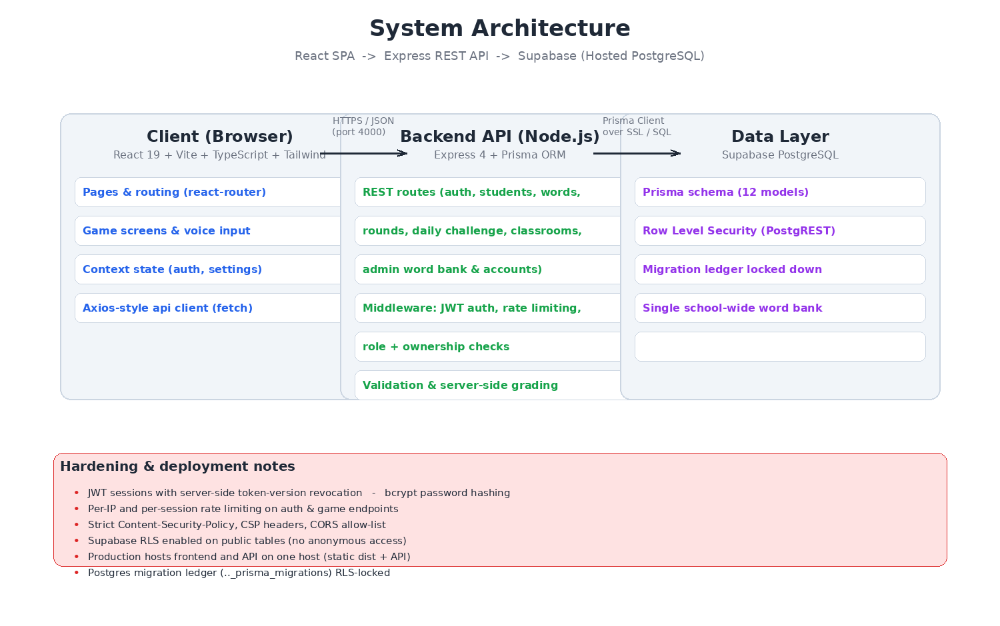 System Architecture
React SPA -> Express REST API -> Supabase (Hosted PostgreSQL)
Client (Browser)
React 19 + Vite + TypeScript + Tailwind
Pages & routing (react-router)
Game screens & voice input
Context state (auth, settings)
Axios-style api client (fetch)
HTTPS / JSON
(port 4000)
Backend API (Node.js)
Express 4 + Prisma ORM
REST routes (auth, students, words,
rounds, daily challenge, classrooms,
admin word bank & accounts)
Middleware: JWT auth, rate limiting,
role + ownership checks
Validation & server-side grading
Prisma Client
over SSL / SQL
Data Layer
Supabase PostgreSQL
Prisma schema (12 models)
Row Level Security (PostgREST)
Migration ledger locked down
Single school-wide word bank
Hardening & deployment notes
• JWT sessions with server-side token-version revocation - bcrypt password hashing
• Per-IP and per-session rate limiting on auth & game endpoints
• Strict Content-Security-Policy, CSP headers, CORS allow-list
• Supabase RLS enabled on public tables (no anonymous access)
• Production hosts frontend and API on one host (static dist + API)
• Postgres migration ledger (.._prisma_migrations) RLS-locked